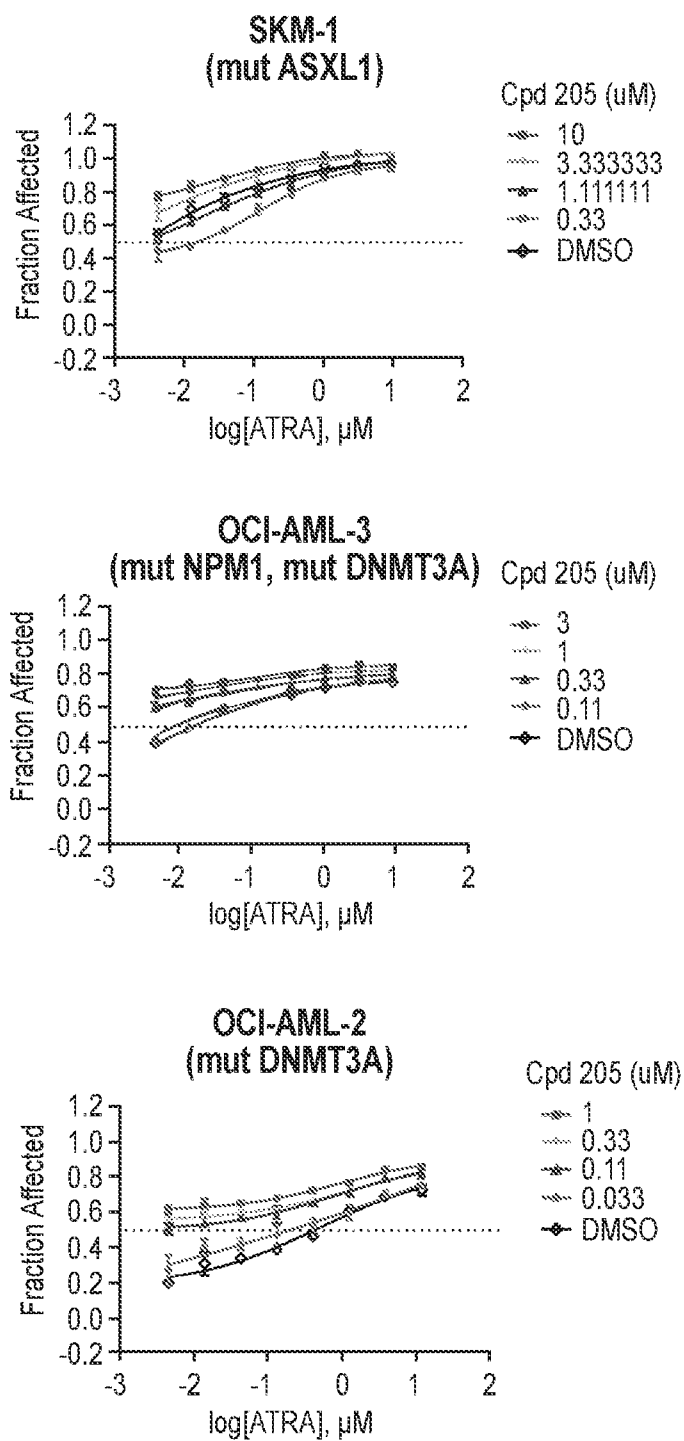 SKM-1
(mut ASXL1)
Cpd 205 (uM)
10
3.333333
1.111111
0.33
DMSO
Fraction Affected
1.2
1.0
0.8
0.6
0.4
0.2
0.0
-0.2
-3 -2 -1 0 1 2
log[ATRA], µM
OCI-AML-3
(mut NPM1, mut DNMT3A)
Cpd 205 (uM)
3
1
0.33
0.11
DMSO
Fraction Affected
1.2
1.0
0.8
0.6
0.4
0.2
0.0
-0.2
-3 -2 -1 0 1 2
log[ATRA], µM
OCI-AML-2
(mut DNMT3A)
Cpd 205 (uM)
1
0.33
0.11
0.033
DMSO
Fraction Affected
1.2
1.0
0.8
0.6
0.4
0.2
0.0
-0.2
-3 -2 -1 0 1 2
log[ATRA], µM